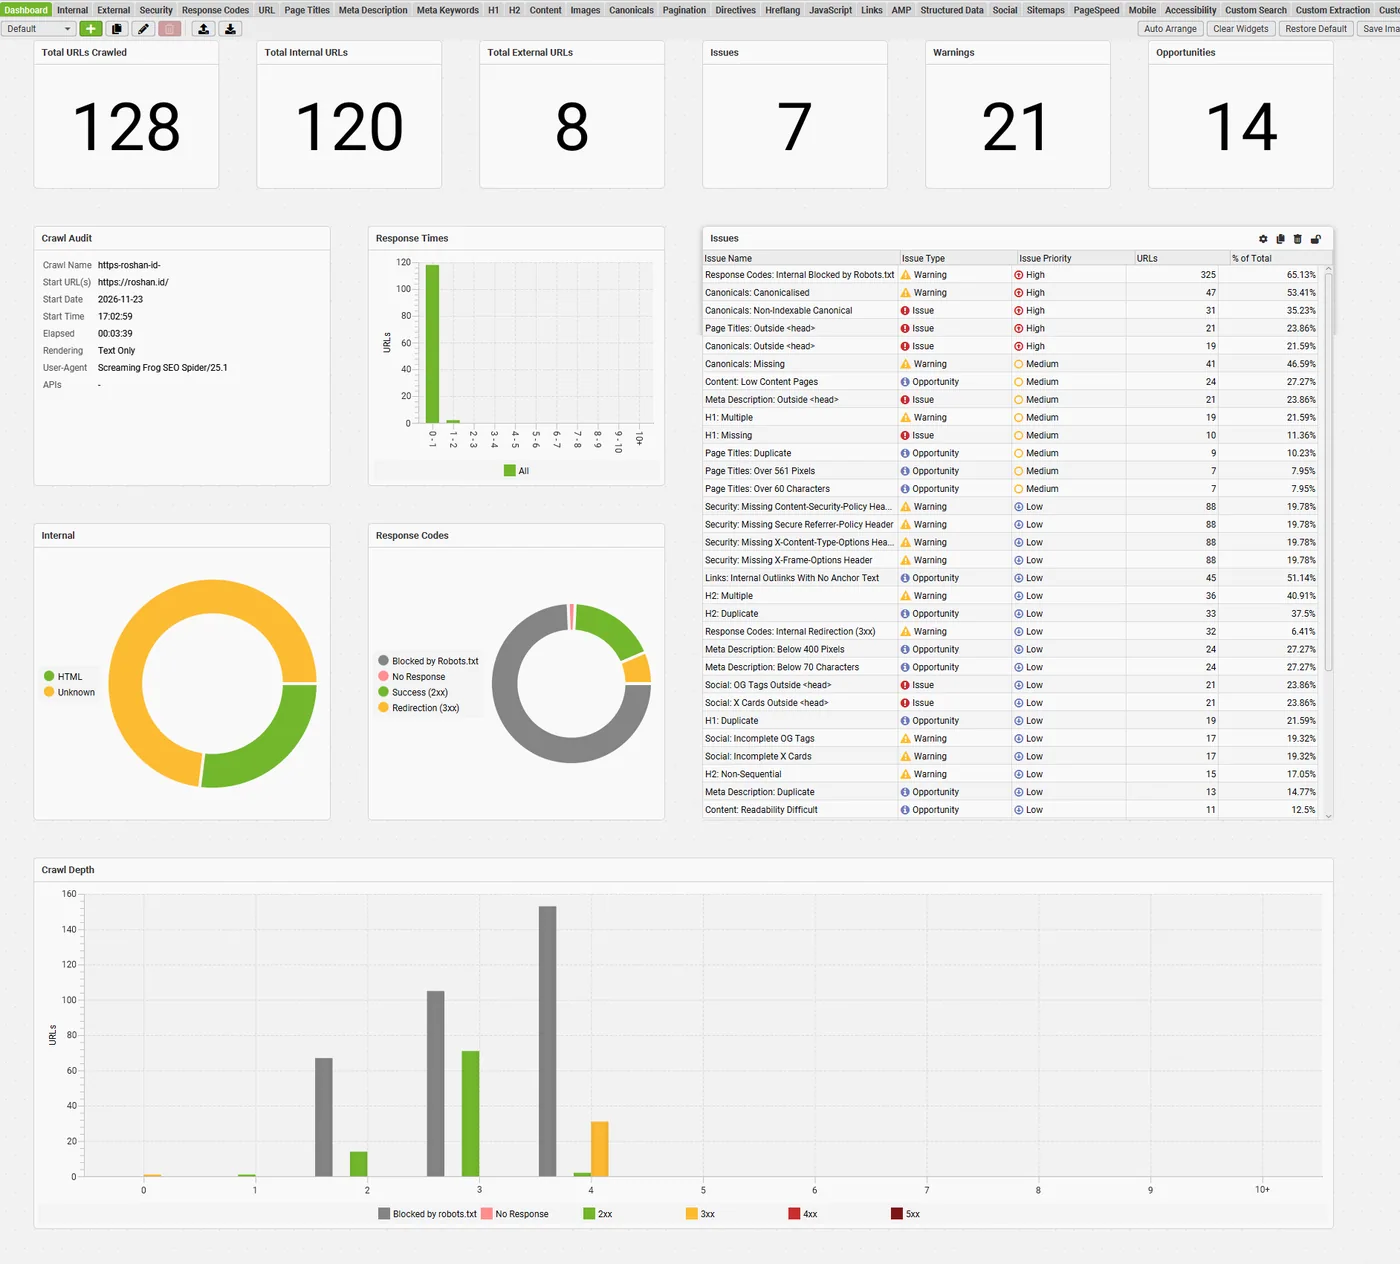 Dashboard Internal External Security Response Codes URL Page Titles Meta Description Meta Keywords H1 H2 Content Images Canonicals Pagination Directives Hreflang JavaScript Links AMP Structured Data Social Sitemaps PageSpeed Mobile Accessibility Custom Search Custom Extraction Custo
Default Auto Arrange Clear Widgets Restore Default Save Ima
Total URLs Crawled
128
Total Internal URLs
120
Total External URLs
8
Issues
7
Warnings
21
Opportunities
14
Crawl Audit
Crawl Name https-roshan-id-
Start URL(s) https://roshan.id/
Start Date 2026-11-23
Start Time 17:02:59
Elapsed 00:03:39
Rendering Text Only
User-Agent Screaming Frog SEO Spider/25.1
APIs -
Response Times
120
100
80
60
40
20
0
URLs
0 - 1 1 - 2 2 - 3 3 - 4 4 - 5 5 - 6 6 - 7 7 - 8 8 - 9 9 - 10 10+
All
Issues
Issue Name Issue Type Issue Priority URLs % of Total
Response Codes: Internal Blocked by Robots.txt Warning High 325 65.13%
Canonicals: Canonicalised Warning High 47 53.41%
Canonicals: Non-Indexable Canonical Issue High 31 35.23%
Page Titles: Outside <head> Issue High 21 23.86%
Canonicals: Outside <head> Issue High 19 21.59%
Canonicals: Missing Warning Medium 41 46.59%
Content: Low Content Pages Opportunity Medium 24 27.27%
Meta Description: Outside <head> Issue Medium 21 23.86%
H1: Multiple Warning Medium 19 21.59%
H1: Missing Issue Medium 10 11.36%
Page Titles: Duplicate Opportunity Medium 9 10.23%
Page Titles: Over 561 Pixels Opportunity Medium 7 7.95%
Page Titles: Over 60 Characters Opportunity Medium 7 7.95%
Security: Missing Content-Security-Policy Hea... Warning Low 88 19.78%
Security: Missing Secure Referrer-Policy Header Warning Low 88 19.78%
Security: Missing X-Content-Type-Options Hea... Warning Low 88 19.78%
Security: Missing X-Frame-Options Header Warning Low 88 19.78%
Links: Internal Outlinks With No Anchor Text Opportunity Low 45 51.14%
H2: Multiple Warning Low 36 40.91%
H2: Duplicate Opportunity Low 33 37.5%
Response Codes: Internal Redirection (3xx) Warning Low 32 6.41%
Meta Description: Below 400 Pixels Opportunity Low 24 27.27%
Meta Description: Below 70 Characters Opportunity Low 24 27.27%
Social: OG Tags Outside <head> Issue Low 21 23.86%
Social: X Cards Outside <head> Issue Low 21 23.86%
H1: Duplicate Opportunity Low 19 21.59%
Social: Incomplete OG Tags Warning Low 17 19.32%
Social: Incomplete X Cards Warning Low 17 19.32%
H2: Non-Sequential Warning Low 15 17.05%
Meta Description: Duplicate Opportunity Low 13 14.77%
Content: Readability Difficult Opportunity Low 11 12.5%
Internal
HTML
Unknown
Response Codes
Blocked by Robots.txt
No Response
Success (2xx)
Redirection (3xx)
Crawl Depth
160
140
120
100
80
60
40
20
0
URLs
0 1 2 3 4 5 6 7 8 9 10+
Blocked by robots.txt No Response 2xx 3xx 4xx 5xx